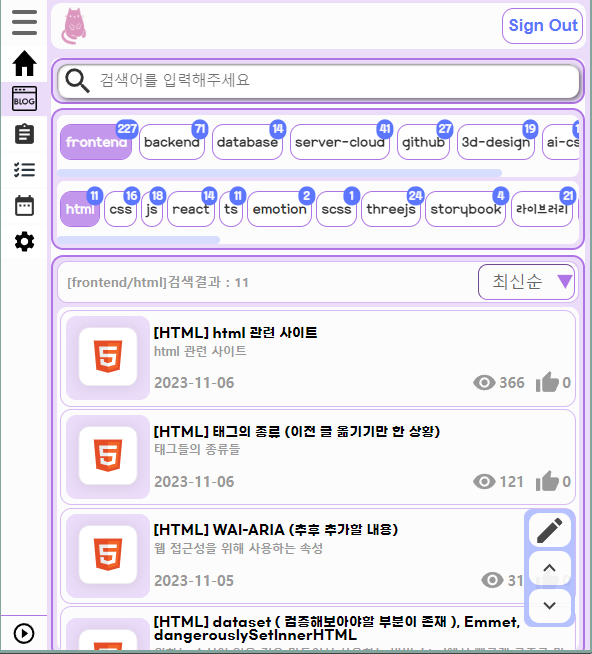 Sign Out
BLOG
검색어를 입력해주세요
227 71 14 41 27 19
frontend backend database server-cloud github 3d-design ai-cs
11 16 18 14 11 2 1 24 4 21
html css js react ts emotion scss threejs storybook 라이브러리
[frontend/html]검색결과 : 11
최신순
[HTML] html 관련 사이트
html 관련 사이트
2023-11-06 366 0
[HTML] 태그의 종류 (이전 글 옮기기만 한 상황)
태그들의 종류들
2023-11-06 121 0
[HTML] WAI-ARIA (추후 추가할 내용)
웹 접근성을 위해 사용하는 속성
2023-11-05 31
[HTML] dataset ( 검증해보아야할 부분이 존재 ), Emmet,
dangerouslySetInnerHTML